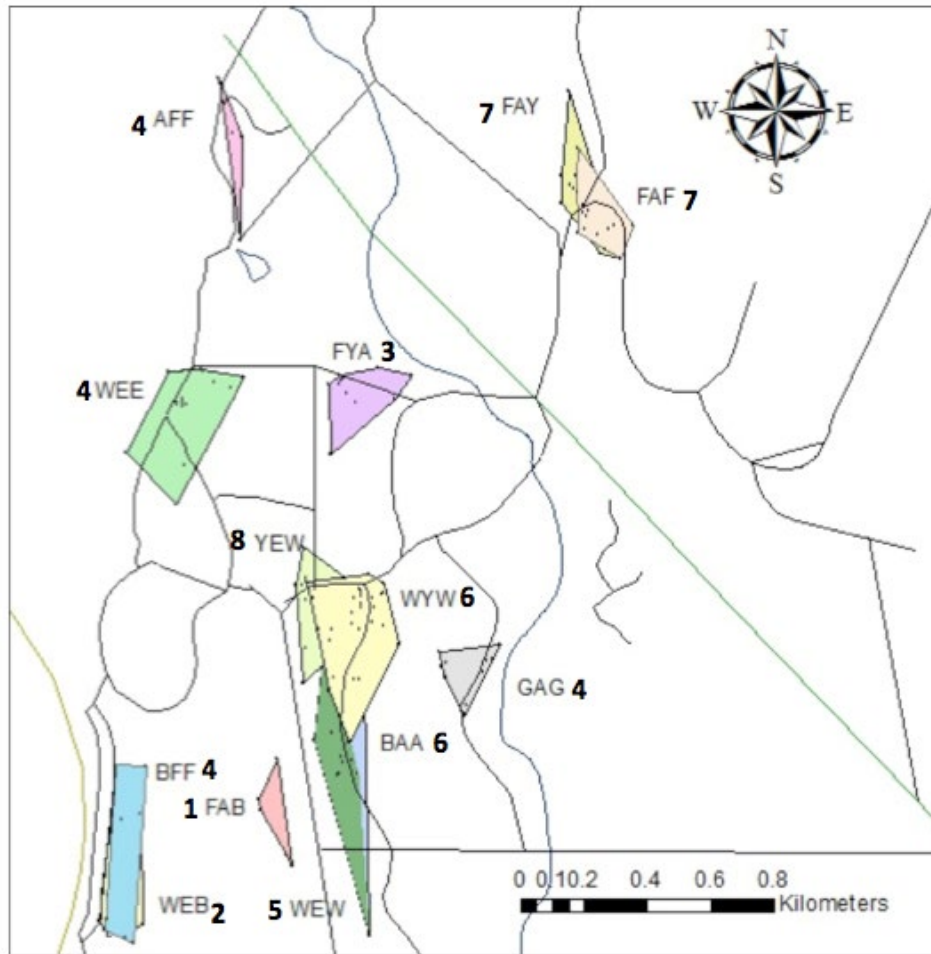 N
W E
S
4 AFF
7 FAY
FAF 7
FYA 3
4 WEE
8 YEW
WYW 6
GAG 4
BAA 6
BFF 4
1 FAB
WEB 2
5 WEW
0 0.10.2 0.4 0.6 0.8
Kilometers